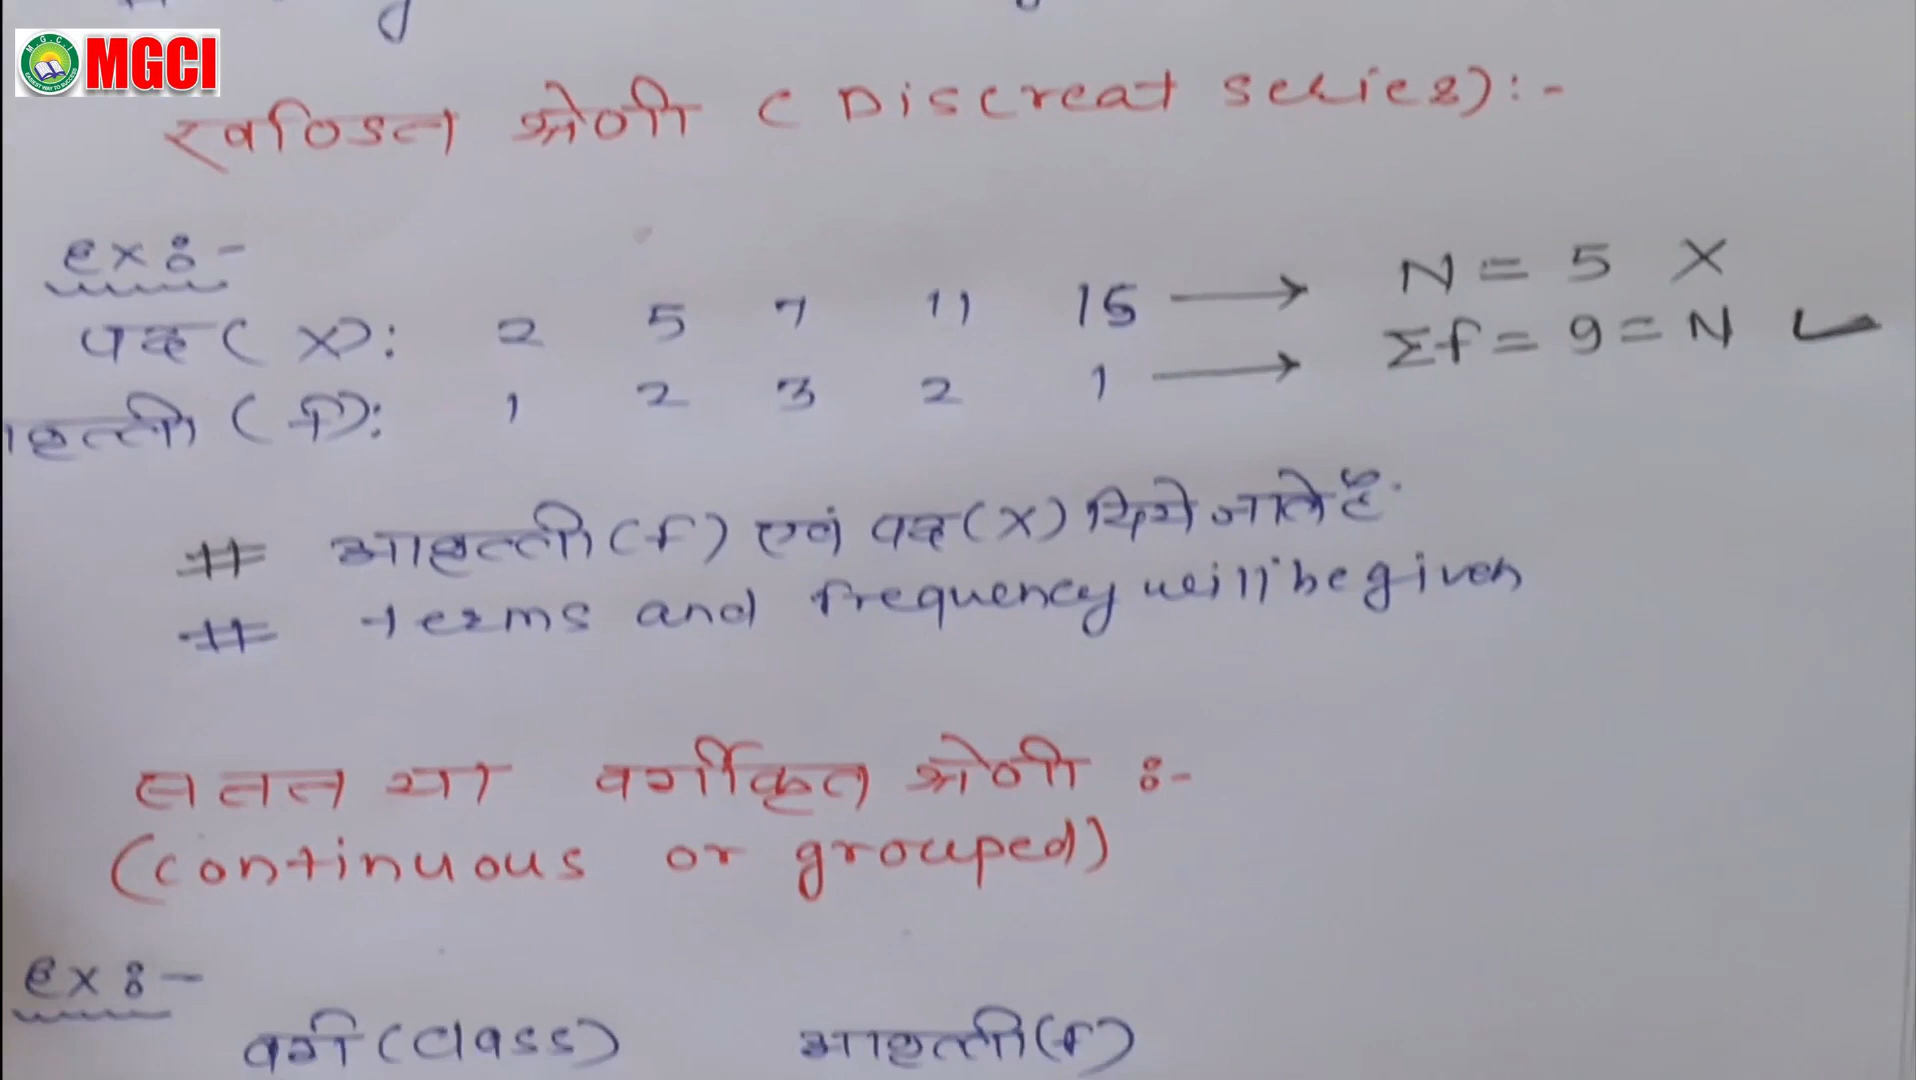 MGCI
खण्डित श्रेणी ( Discreat series):-
ex :-
पद ( x): 2 5 7 11 15 → N = 5 X
आवृत्ती ( f): 1 2 3 2 1 → Σf = 9 = N ✓
# आवृत्ती (f) एवं पद (x) दिये जाते हैं.
# terms and frequency will be given
सतत या वर्गीकृत श्रेणी :-
(continuous or grouped)
ex :-
वर्ग (class) आवृत्ती (f)